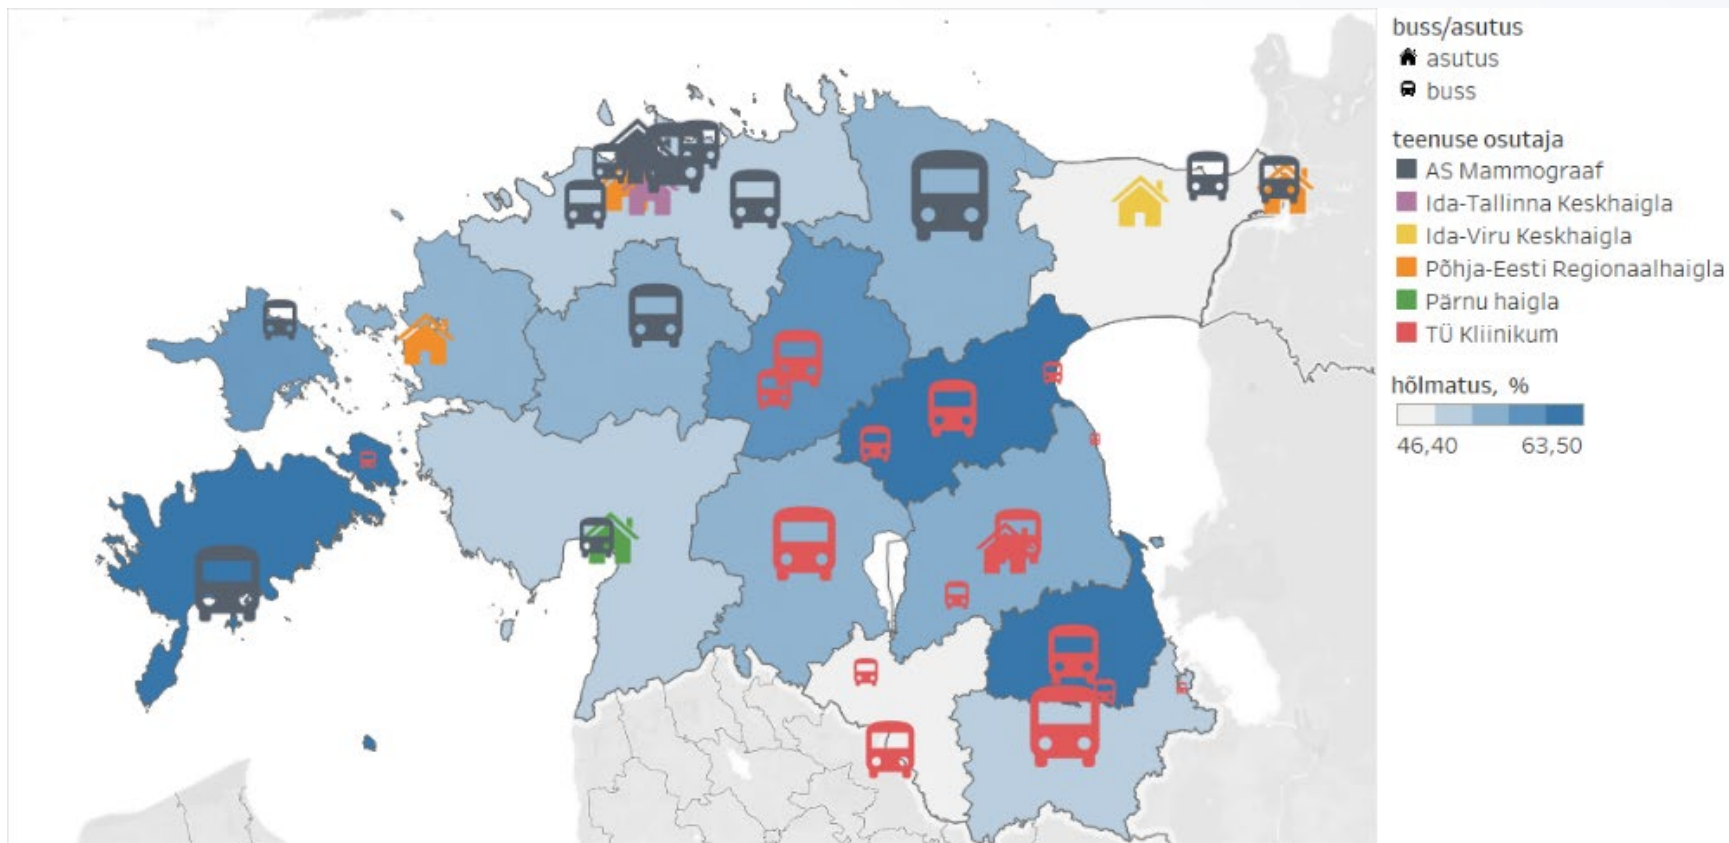 buss/asutus
asutus
buss
teenuse osutaja
AS Mammograaf
Ida-Tallinna Keskhaigla
Ida-Viru Keskhaigla
Põhja-Eesti Regionaalhaigla
Pärnu haigla
TÜ Kliinikum
hõlmatus, %
46,40 63,50